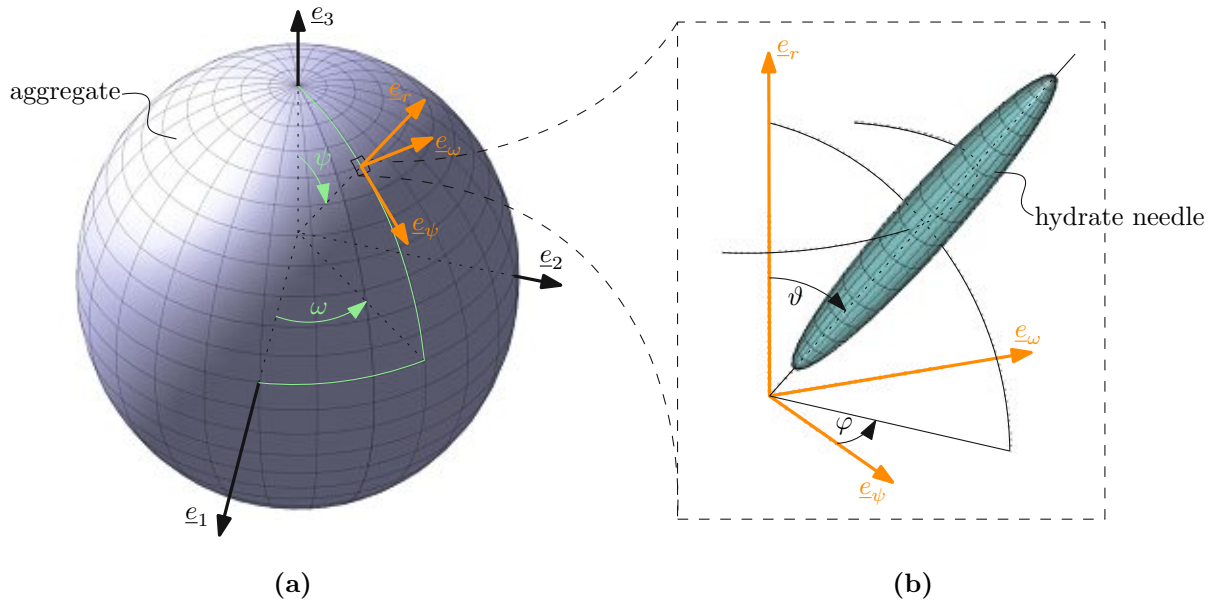 e3
aggregate
er
eω
ψ
eψ
e2
ω
e1
(a)
er
hydrate needle
ϑ
eω
φ
eψ
(b)